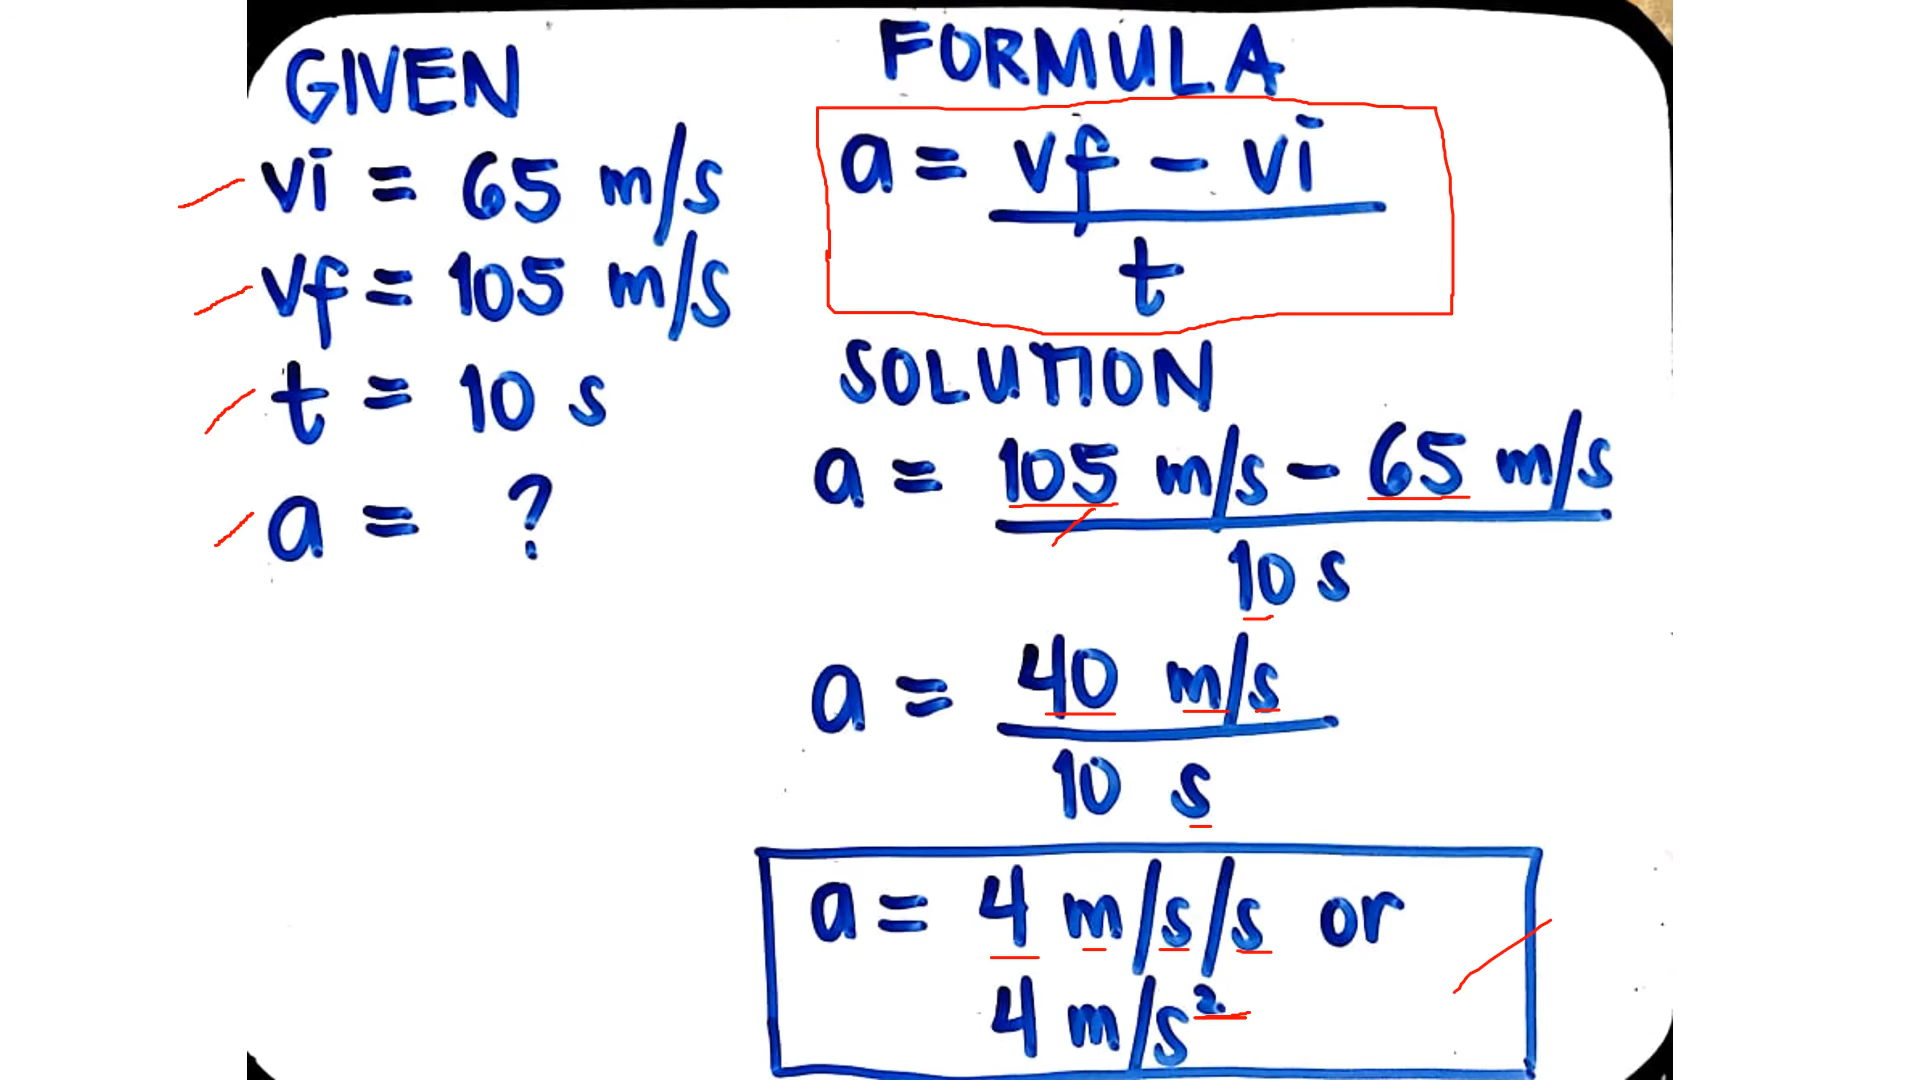 GIVEN
vi = 65 m/s
vf = 105 m/s
t = 10 s
a = ?
FORMULA
a = vf - vi
t
SOLUTION
a = 105 m/s - 65 m/s
10 s
a = 40 m/s
10 s
a = 4 m/s/s or
4 m/s²